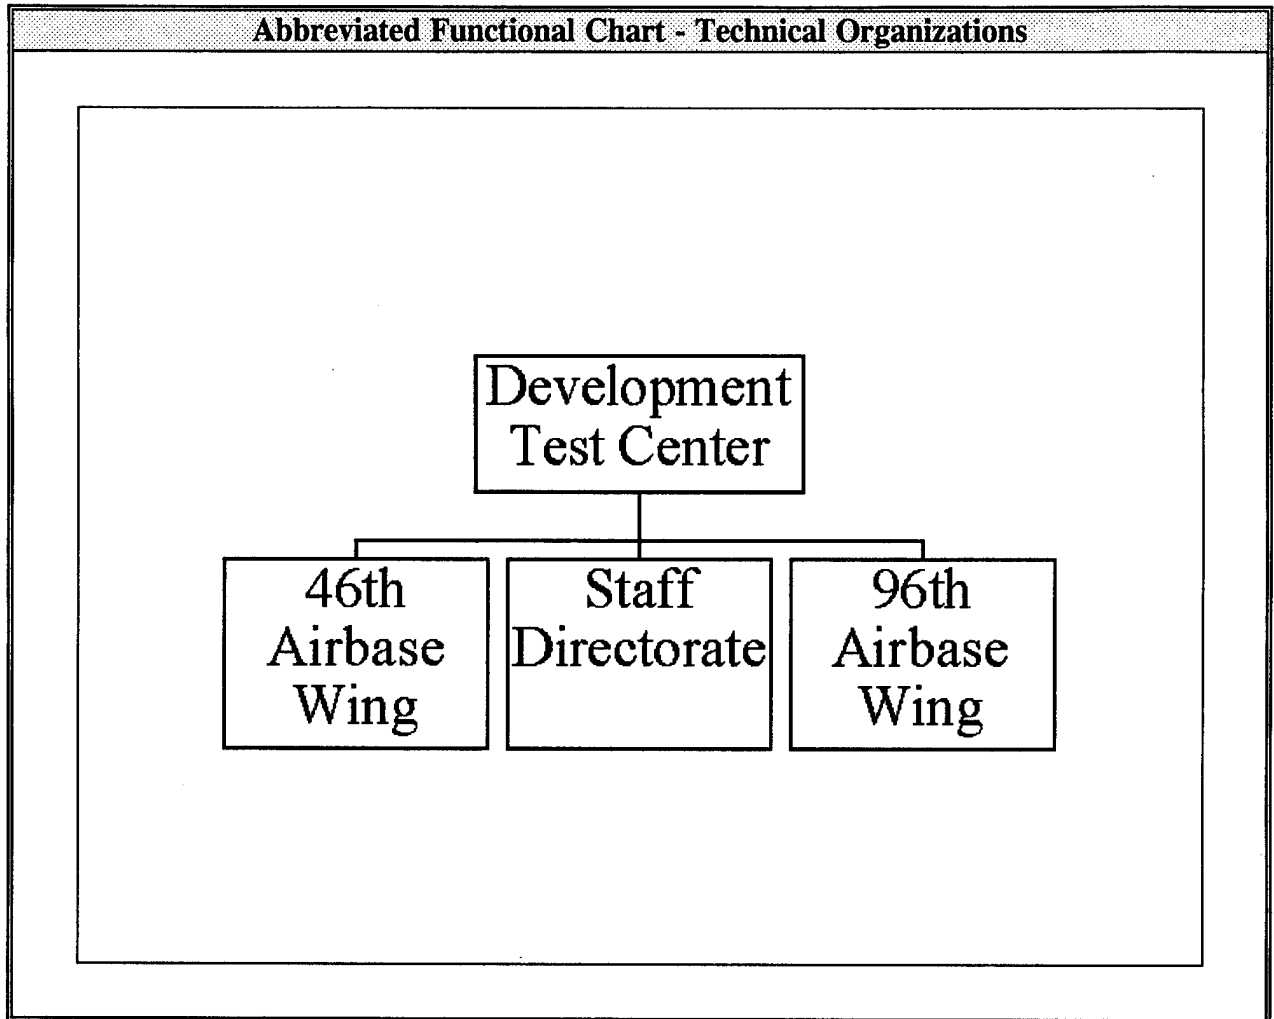 Abbreviated Functional Chart - Technical Organizations
Development
Test Center
46th
Airbase
Wing
Staff
Directorate
96th
Airbase
Wing